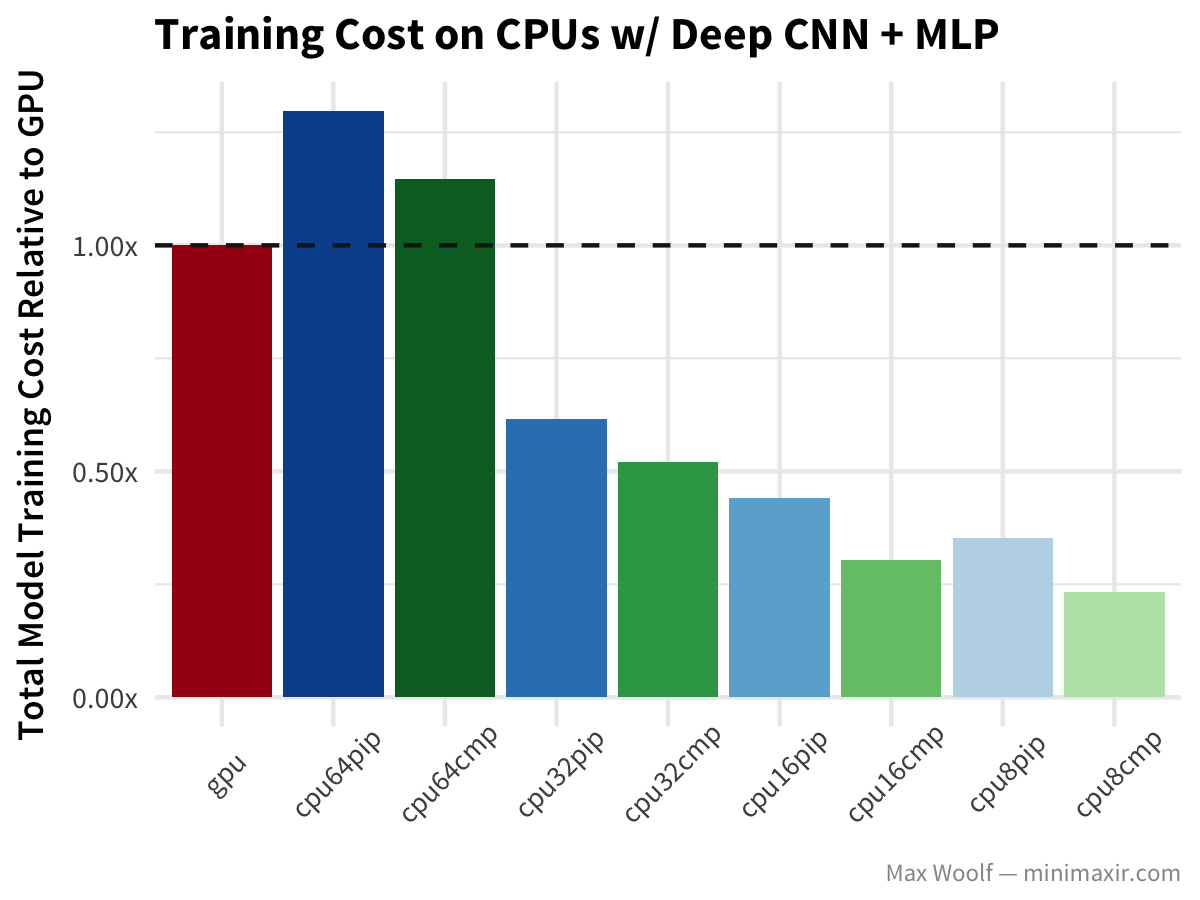 Training Cost on CPUs w/ Deep CNN + MLP
Total Model Training Cost Relative to GPU
1.00x
0.50x
0.00x
gpu
cpu64pip
cpu64cmp
cpu32pip
cpu32cmp
cpu16pip
cpu16cmp
cpu8pip
cpu8cmp
Max Woolf — minimaxir.com